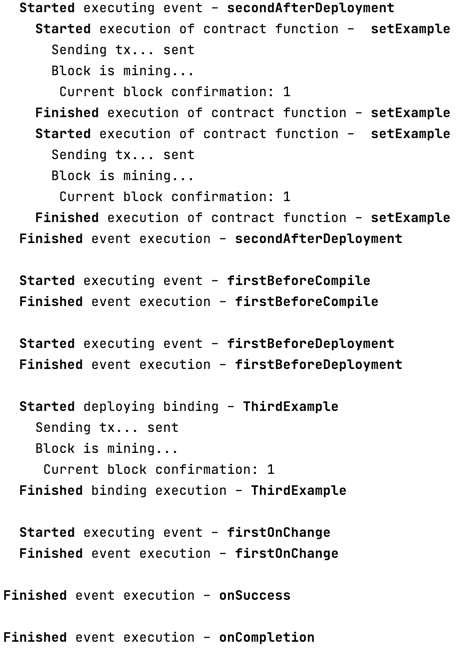 Started executing event – secondAfterDeployment
Started execution of contract function –  setExample
Sending tx... sent
Block is mining...
Current block confirmation: 1
Finished execution of contract function – setExample
Started execution of contract function –  setExample
Sending tx... sent
Block is mining...
Current block confirmation: 1
Finished execution of contract function – setExample
Finished event execution – secondAfterDeployment
Started executing event – firstBeforeCompile
Finished event execution – firstBeforeCompile
Started executing event – firstBeforeDeployment
Finished event execution – firstBeforeDeployment
Started deploying binding – ThirdExample
Sending tx... sent
Block is mining...
Current block confirmation: 1
Finished binding execution – ThirdExample
Started executing event – firstOnChange
Finished event execution – firstOnChange
Finished event execution – onSuccess
Finished event execution – onCompletion